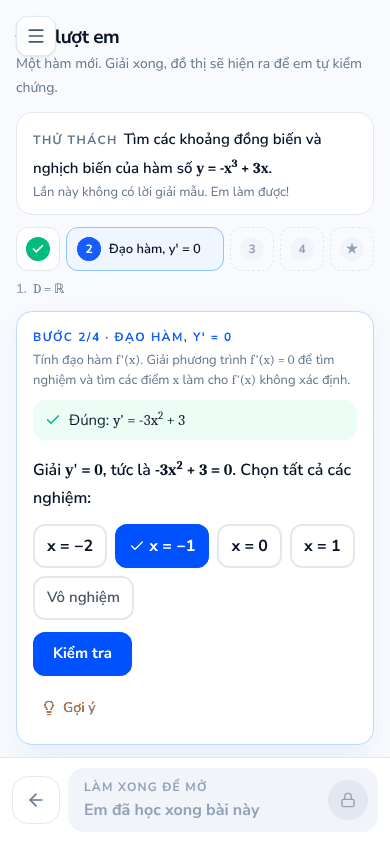 lượt em
Một hàm mới. Giải xong, đồ thị sẽ hiện ra để em tự kiểm
chứng.
THỬ THÁCH Tìm các khoảng đồng biến và
nghịch biến của hàm số y = -x³ + 3x.
Lần này không có lời giải mẫu. Em làm được!
2 Đạo hàm, y' = 0 3 4 ★
1. D = ℝ
BƯỚC 2/4 · ĐẠO HÀM, Y' = 0
Tính đạo hàm f'(x). Giải phương trình f'(x) = 0 để tìm
nghiệm và tìm các điểm x làm cho f'(x) không xác định.
Đúng: y' = -3x² + 3
Giải y' = 0, tức là -3x² + 3 = 0. Chọn tất cả các
nghiệm:
x = −2 x = −1 x = 0 x = 1
Vô nghiệm
Kiểm tra
Gợi ý
LÀM XONG ĐỂ MỞ
Em đã học xong bài này